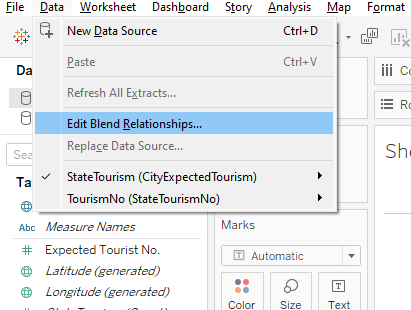 File Data Worksheet Dashboard Story Analysis Map Format
New Data Source Ctrl+D
Paste Ctrl+V
Refresh All Extracts...
Edit Blend Relationships...
Replace Data Source...
StateTourism (CityExpectedTourism)
TourismNo (StateTourismNo)
Da
Sear
Ta
Abc Measure Names
Expected Tourist No.
Latitude (generated)
Longitude (generated)
Co
Ro
She
Marks
Automatic
Color Size Text